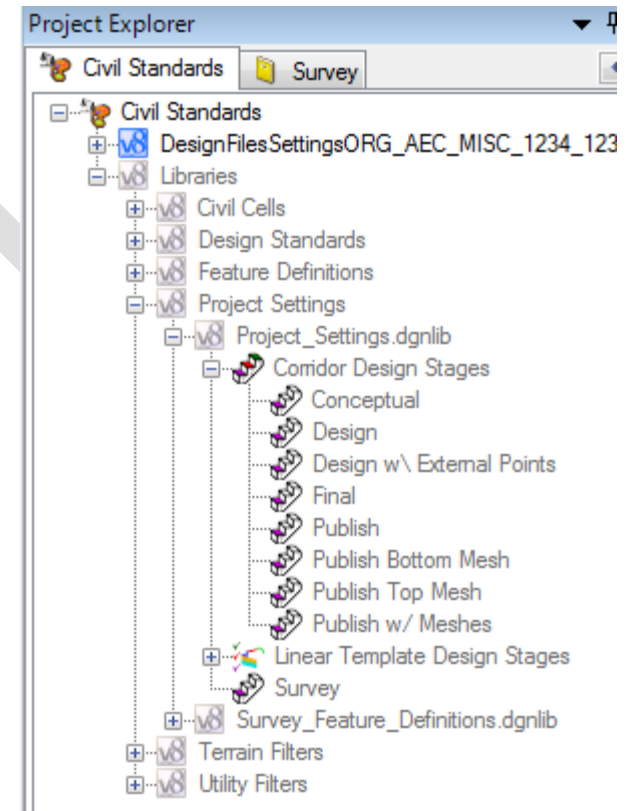 Project Explorer
Civil Standards Survey
Civil Standards
DesignFilesSettingsORG_AEC_MISC_1234_123
Libraries
Civil Cells
Design Standards
Feature Definitions
Project Settings
Project_Settings.dgnlib
Corridor Design Stages
Conceptual
Design
Design w\ External Points
Final
Publish
Publish Bottom Mesh
Publish Top Mesh
Publish w/ Meshes
Linear Template Design Stages
Survey
Survey_Feature_Definitions.dgnlib
Terrain Filters
Utility Filters